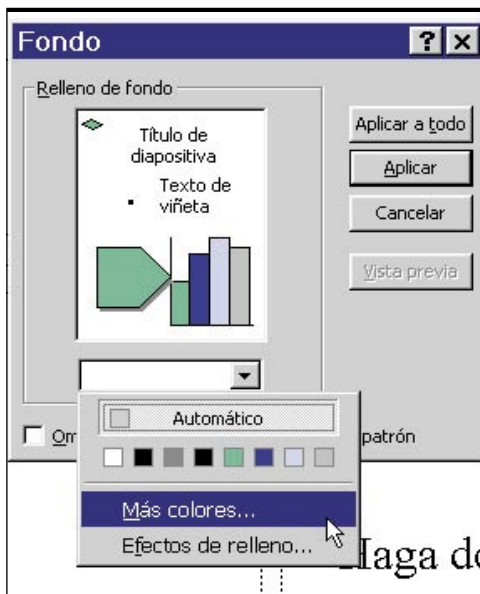 Fondo
Relleno de fondo
Título de
diapositiva
Texto de
viñeta
Aplicar a todo
Aplicar
Cancelar
Vista previa
Automático
patrón
Más colores...
Efectos de relleno...
Haga